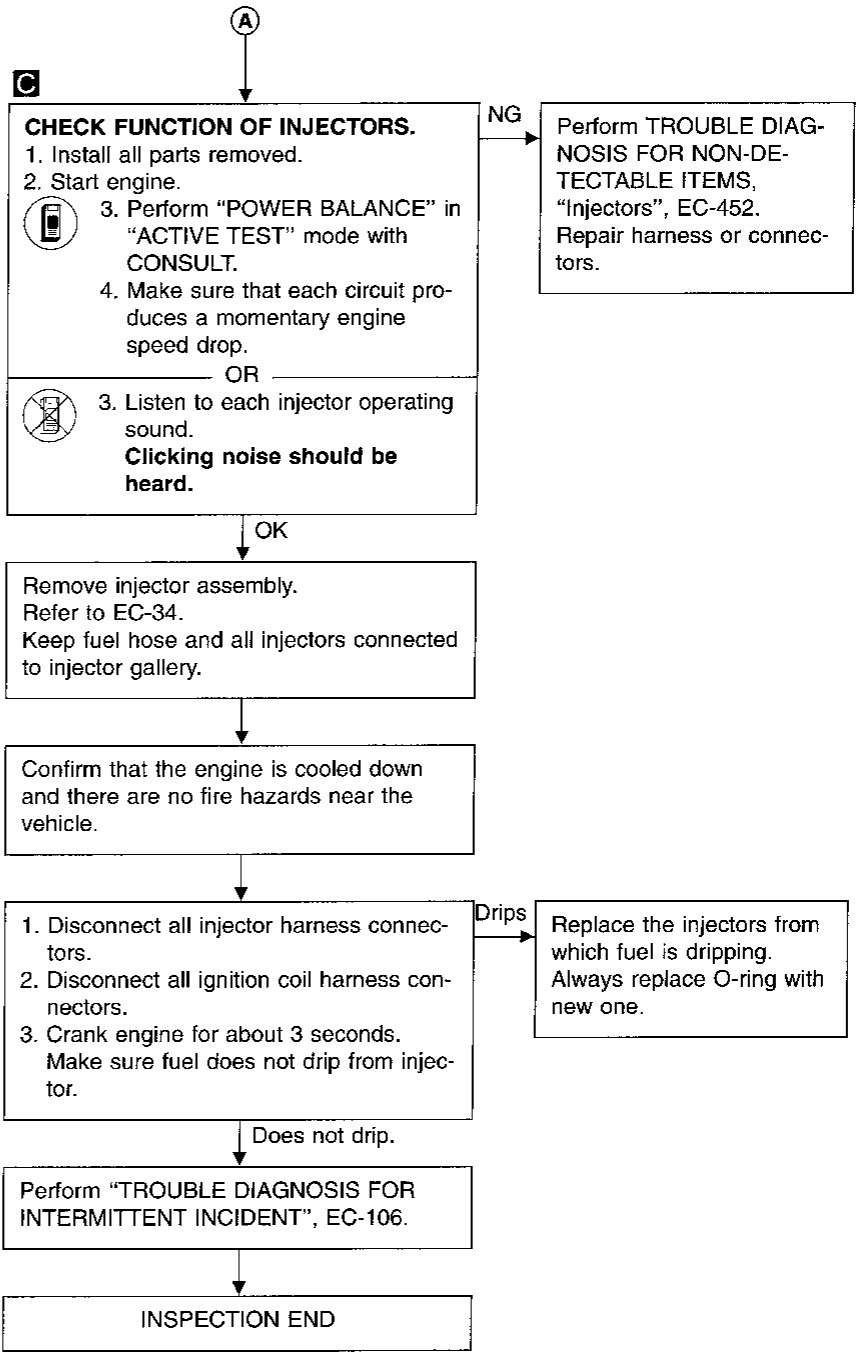 A
C
CHECK FUNCTION OF INJECTORS.
1. Install all parts removed.
2. Start engine.
3. Perform “POWER BALANCE” in
“ACTIVE TEST” mode with
CONSULT.
4. Make sure that each circuit pro-
duces a momentary engine
speed drop.
OR
3. Listen to each injector operating
sound.
Clicking noise should be
heard.
NG
Perform TROUBLE DIAG-
NOSIS FOR NON-DE-
TECTABLE ITEMS,
“Injectors”, EC-452.
Repair harness or connec-
tors.
OK
Remove injector assembly.
Refer to EC-34.
Keep fuel hose and all injectors connected
to injector gallery.
Confirm that the engine is cooled down
and there are no fire hazards near the
vehicle.
1. Disconnect all injector harness connec-
tors.
2. Disconnect all ignition coil harness con-
nectors.
3. Crank engine for about 3 seconds.
Make sure fuel does not drip from injec-
tor.
Drips
Replace the injectors from
which fuel is dripping.
Always replace O-ring with
new one.
Does not drip.
Perform “TROUBLE DIAGNOSIS FOR
INTERMITTENT INCIDENT”, EC-106.
INSPECTION END